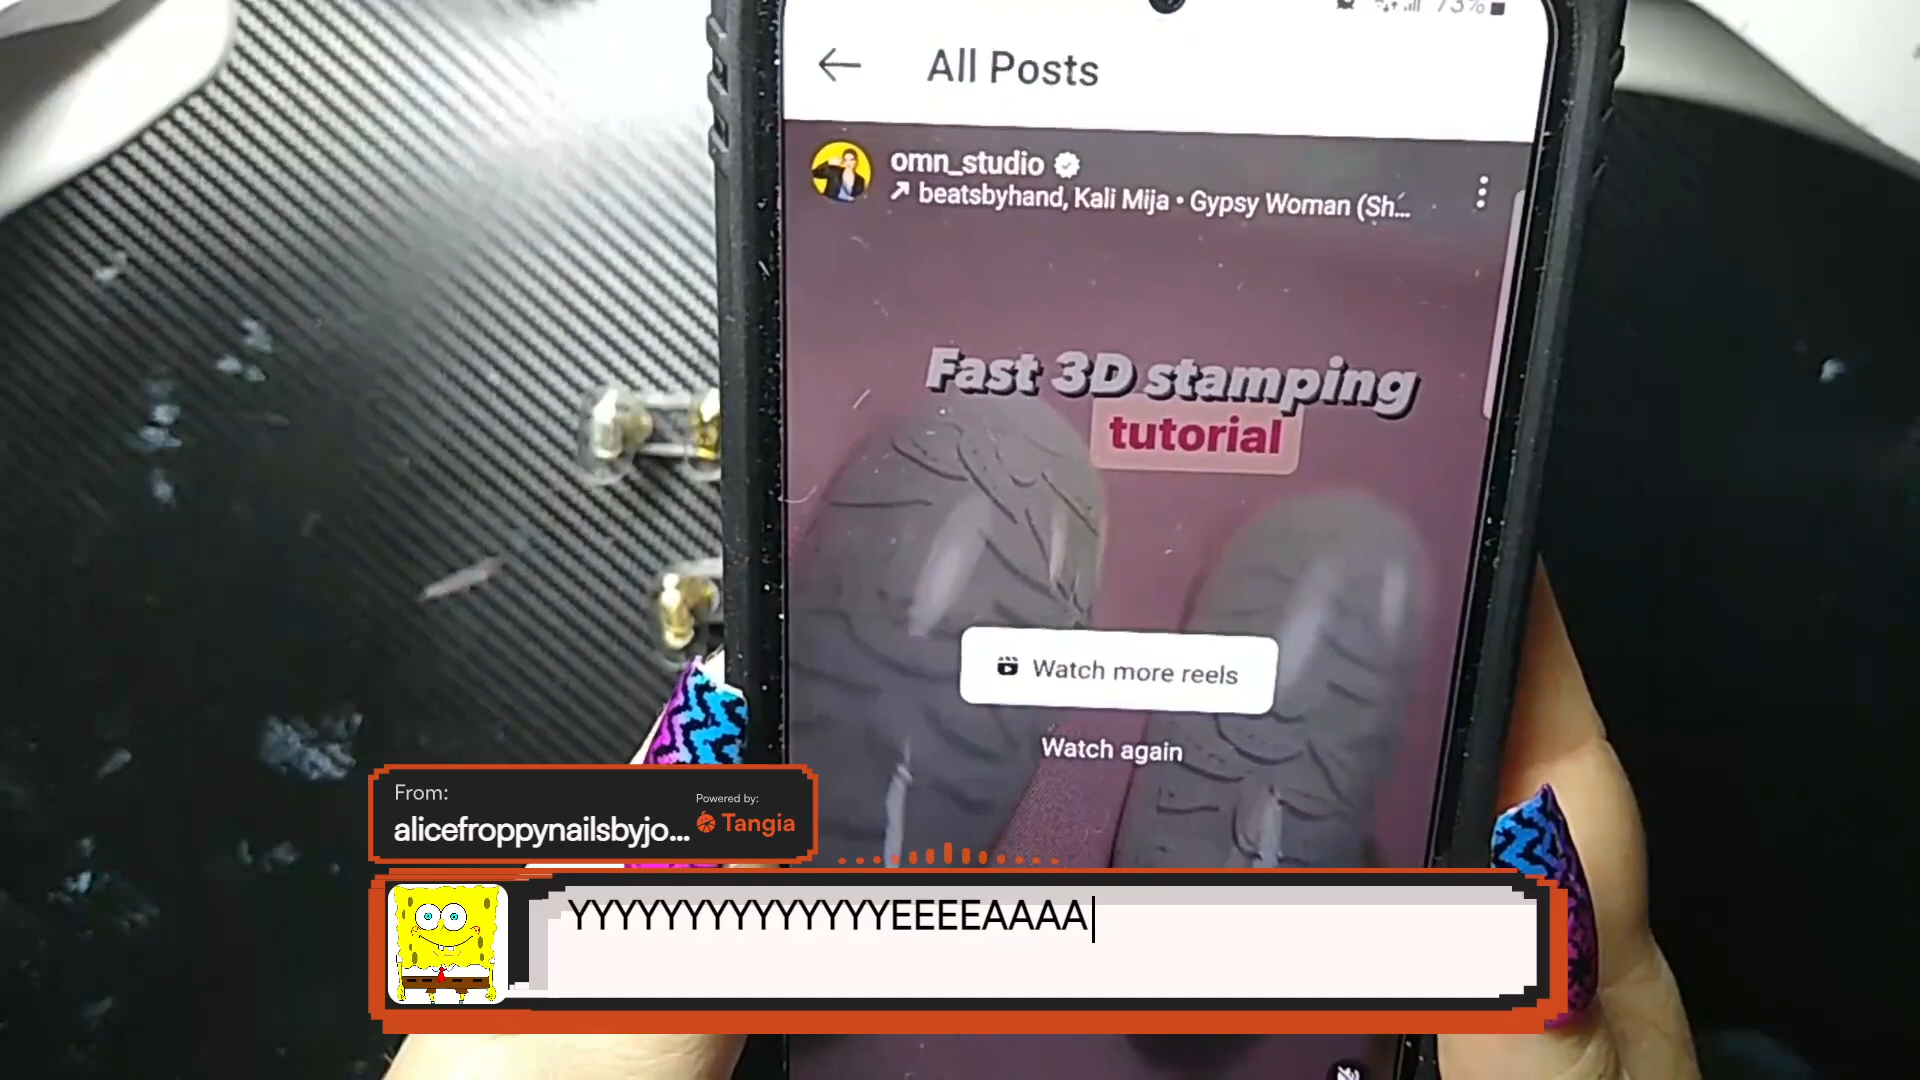 73%
All Posts
omn_studio
beatsbyhand, Kali Mija • Gypsy Woman (Sh...
Fast 3D stamping
tutorial
Watch more reels
Watch again
From:
alicefroppynailsbyjo...
Powered by:
Tangia
YYYYYYYYYYYYYYEEEEAAAA